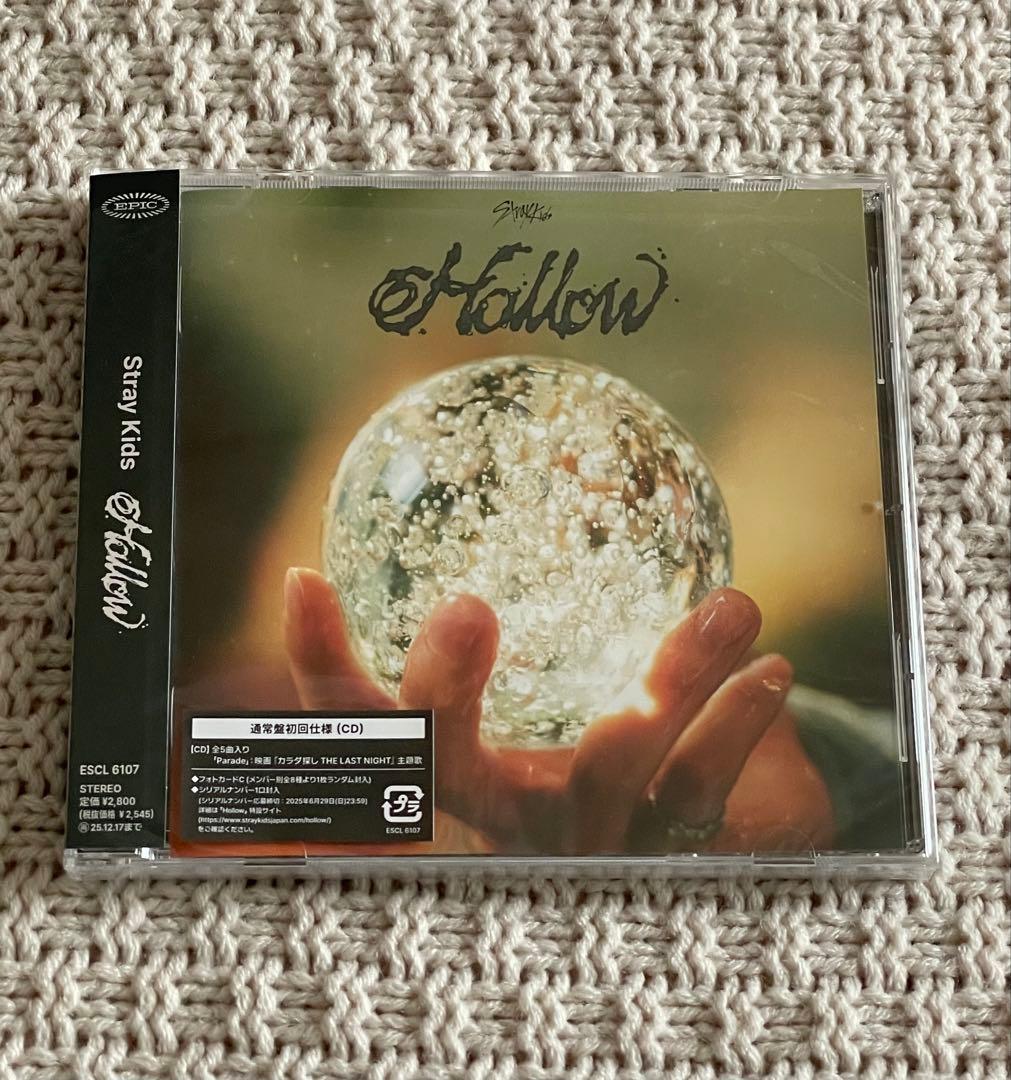 EPIC
Stray Kids Hollow
ESCL 6107
STEREO
定価 ¥2,800
(税抜価格 ¥2,545)
再 25.12.17まで
Stray Kids
Hollow
通常盤初回仕様 (CD)
[CD] 全5曲入り
「Parade」:映画『カラダ探し THE LAST NIGHT』主題歌
◆フォトカードC (メンバー別全8種より1枚ランダム封入)
◆シリアルナンバー1口封入
(シリアルナンバー応募締切:2025年6月29日(日)23:59)
詳細は「Hollow」特設サイト
(https://www.straykidsjapan.com/hollow/)
をご確認ください。
プラ
ESCL 6107